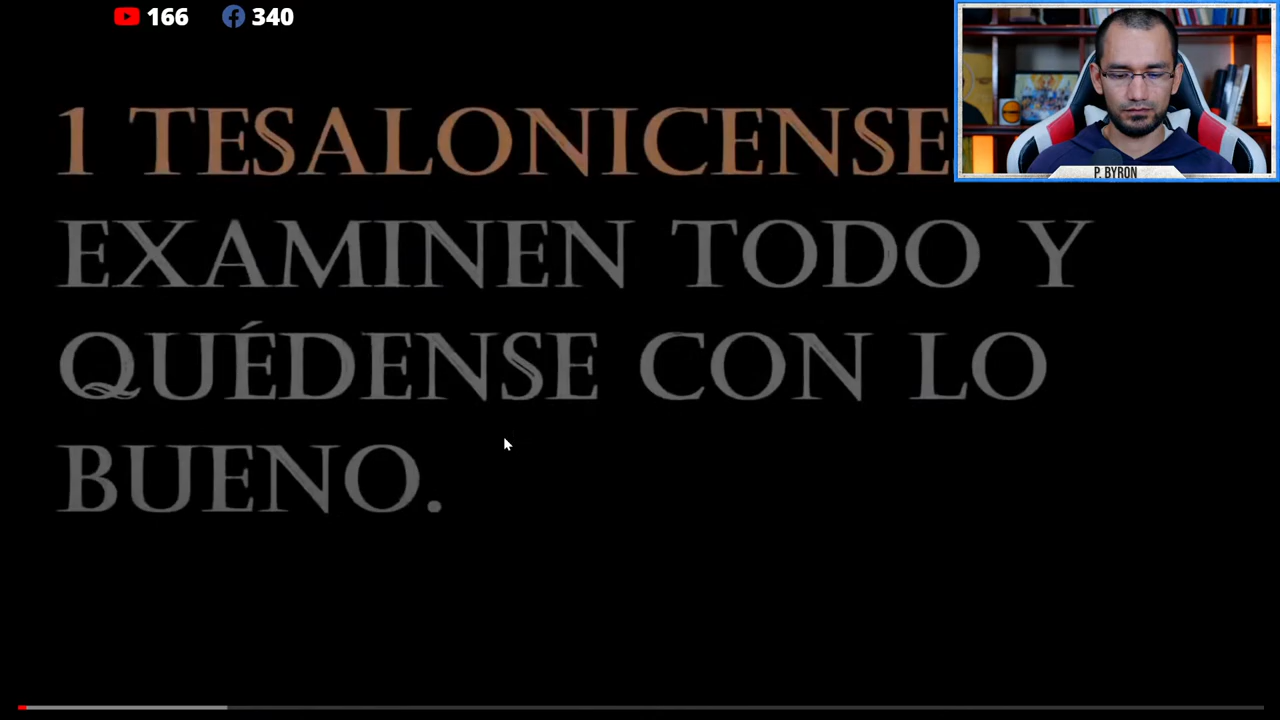 166 340
1 TESALONICENSE
EXAMINEN TODO Y
QUÉDENSE CON LO
BUENO.
P. BYRON